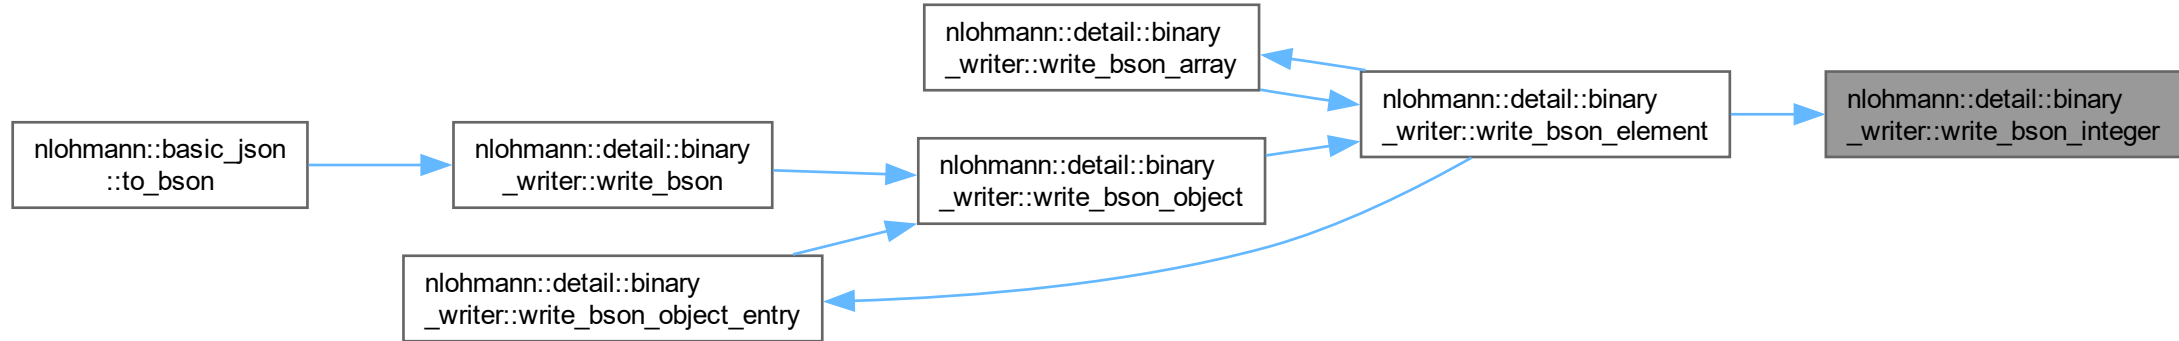 nlohmann::basic_json
::to_bson
nlohmann::detail::binary
_writer::write_bson
nlohmann::detail::binary
_writer::write_bson_object_entry
nlohmann::detail::binary
_writer::write_bson_array
nlohmann::detail::binary
_writer::write_bson_object
nlohmann::detail::binary
_writer::write_bson_element
nlohmann::detail::binary
_writer::write_bson_integer